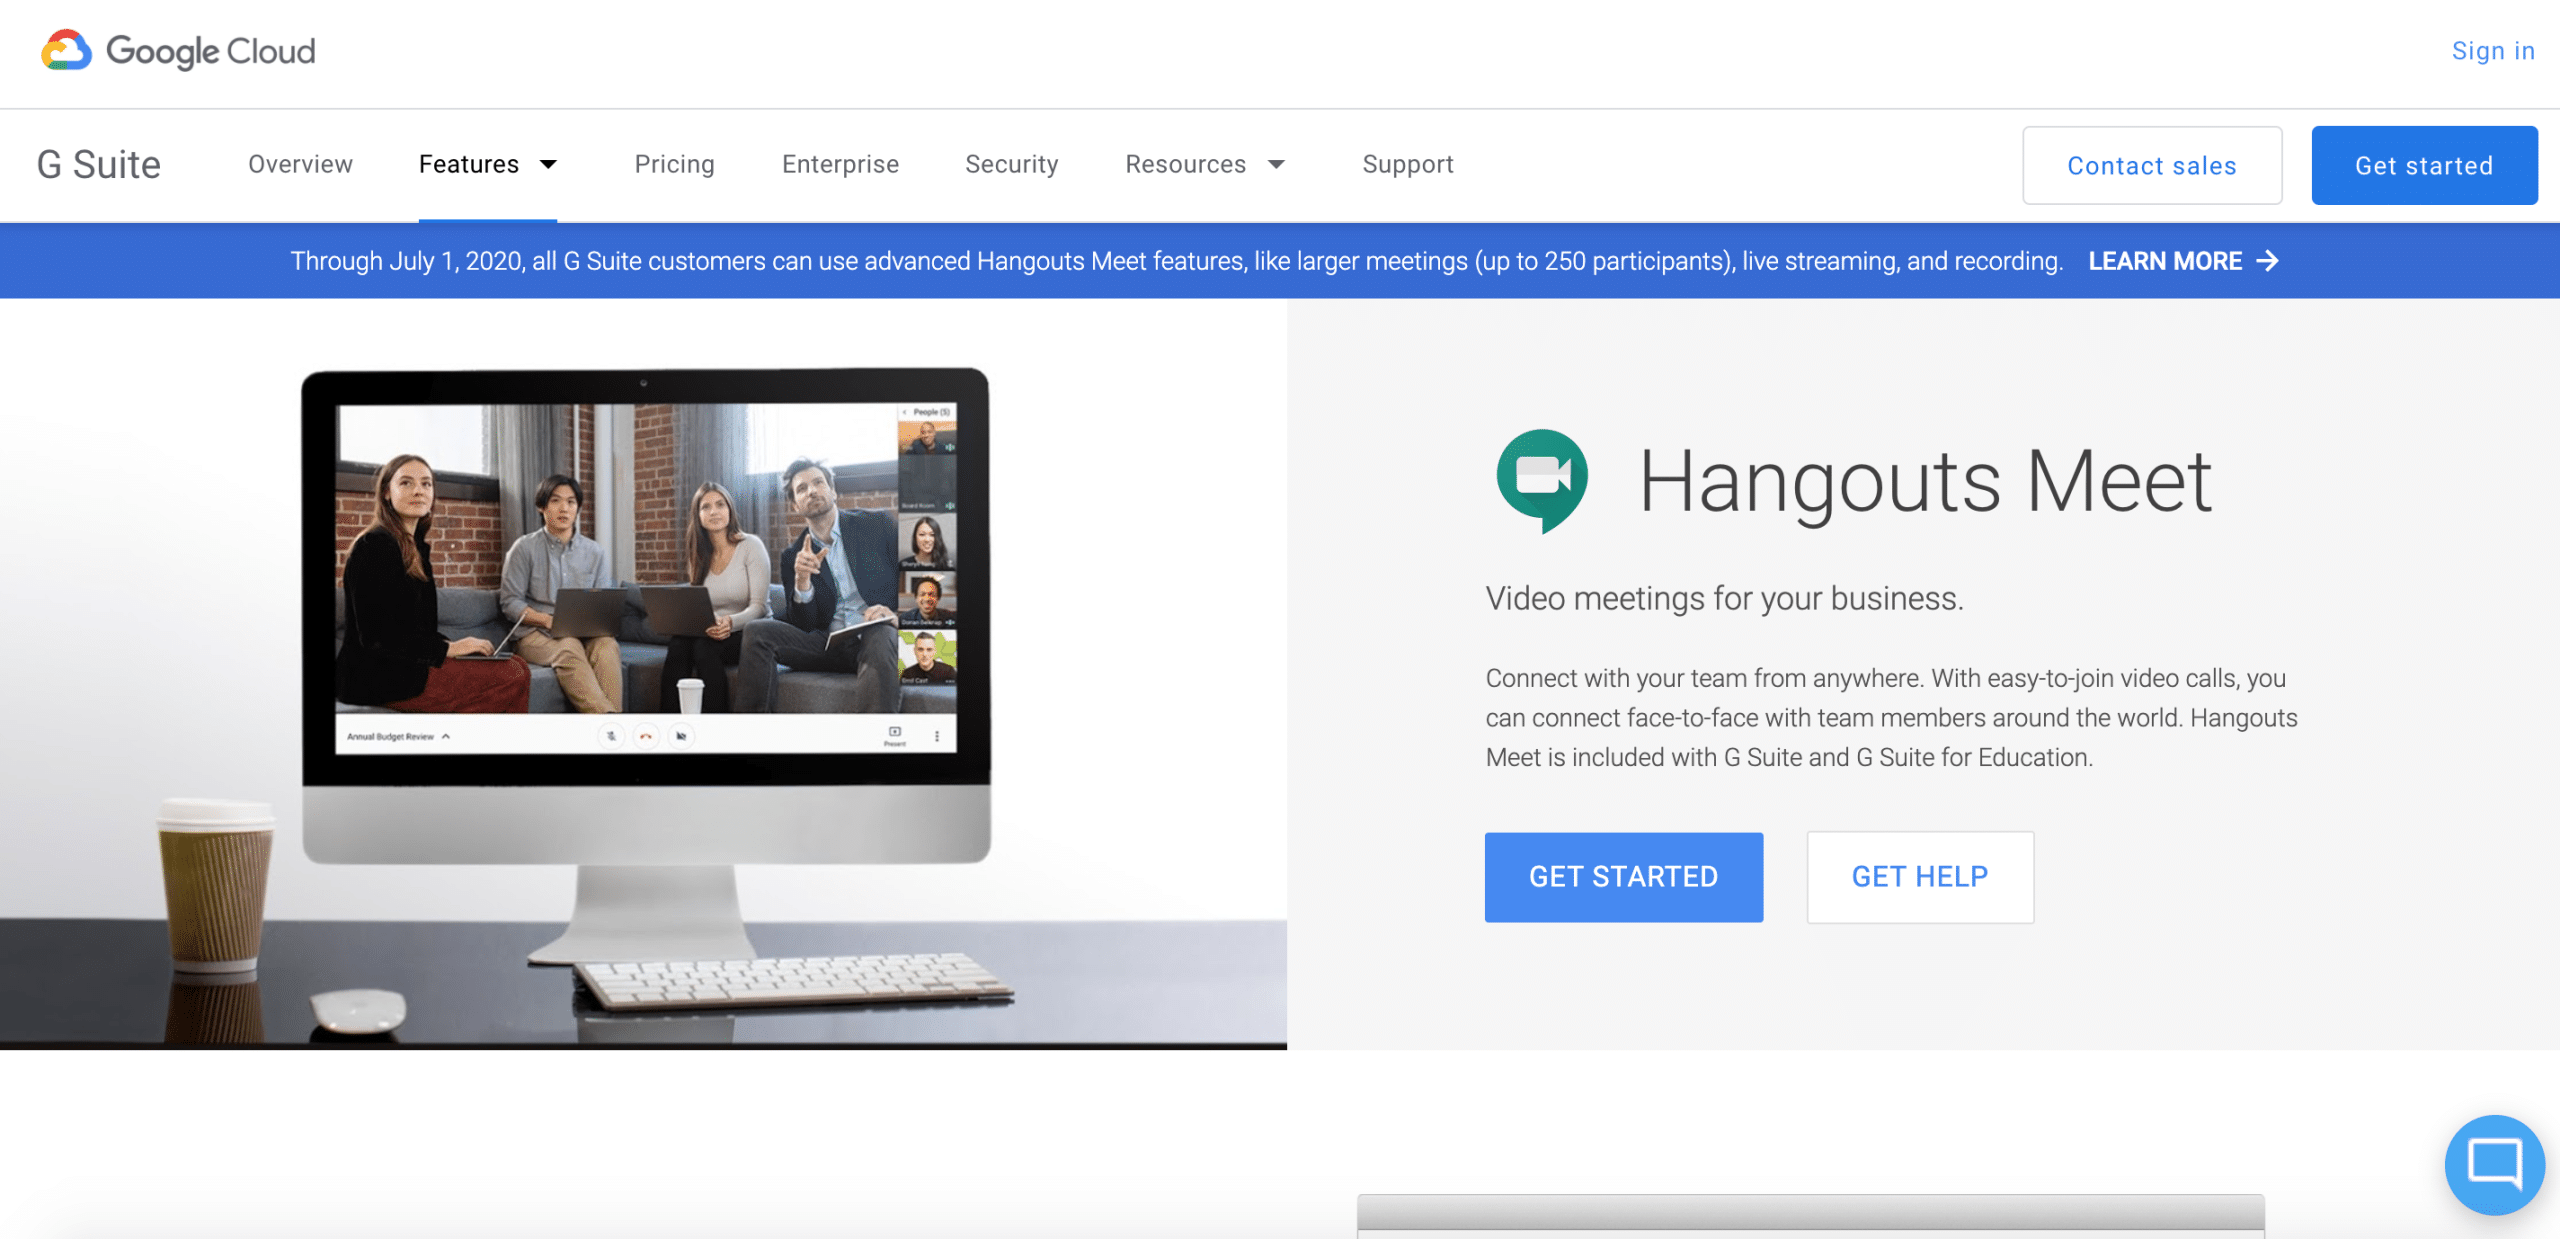 Google Cloud
Sign in
G Suite
Overview
Features
Pricing
Enterprise
Security
Resources
Support
Contact sales
Get started
Through July 1, 2020, all G Suite customers can use advanced Hangouts Meet features, like larger meetings (up to 250 participants), live streaming, and recording. LEARN MORE →
People (5)
Board Room
Annual Budget Review
Present
Hangouts Meet
Video meetings for your business.
Connect with your team from anywhere. With easy-to-join video calls, you
can connect face-to-face with team members around the world. Hangouts
Meet is included with G Suite and G Suite for Education.
GET STARTED
GET HELP